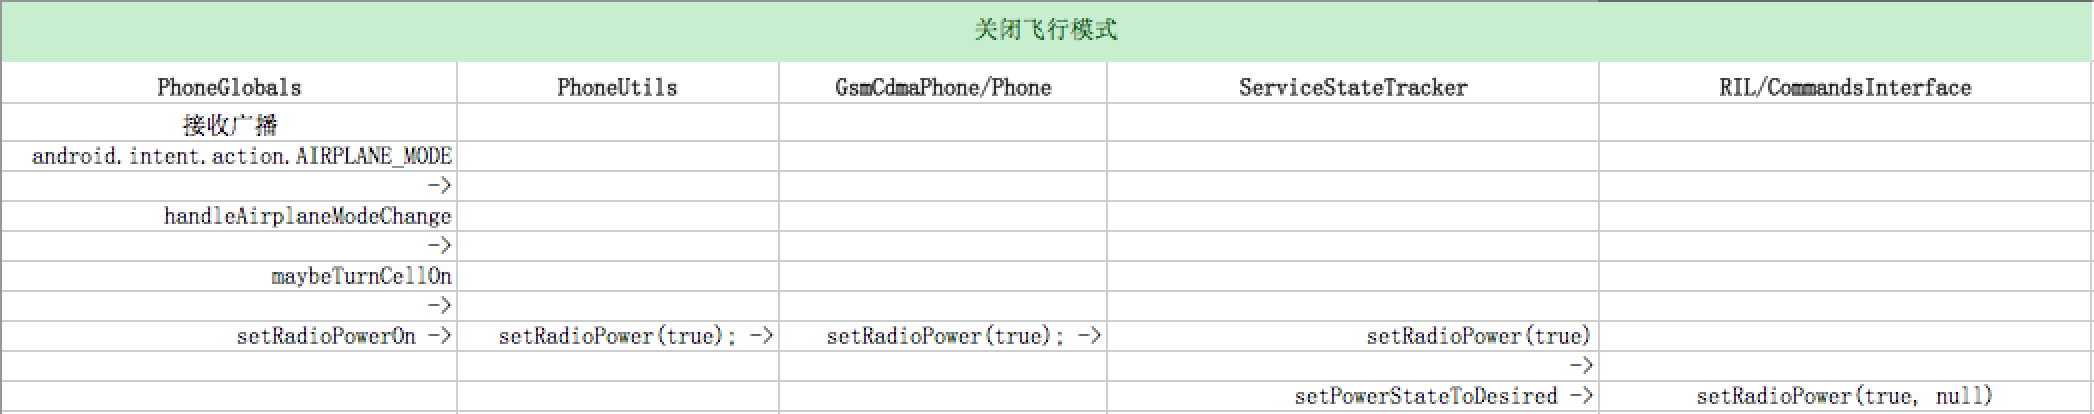 关闭飞行模式
PhoneGlobals PhoneUtils GsmCdmaPhone/Phone ServiceStateTracker RIL/CommandsInterface
接收广播
android.intent.action.AIRPLANE_MODE
->
handleAirplaneModeChange
->
maybeTurnCellOn
->
setRadioPowerOn -> setRadioPower(true); -> setRadioPower(true); -> setRadioPower(true)
->
setPowerStateToDesired -> setRadioPower(true, null)